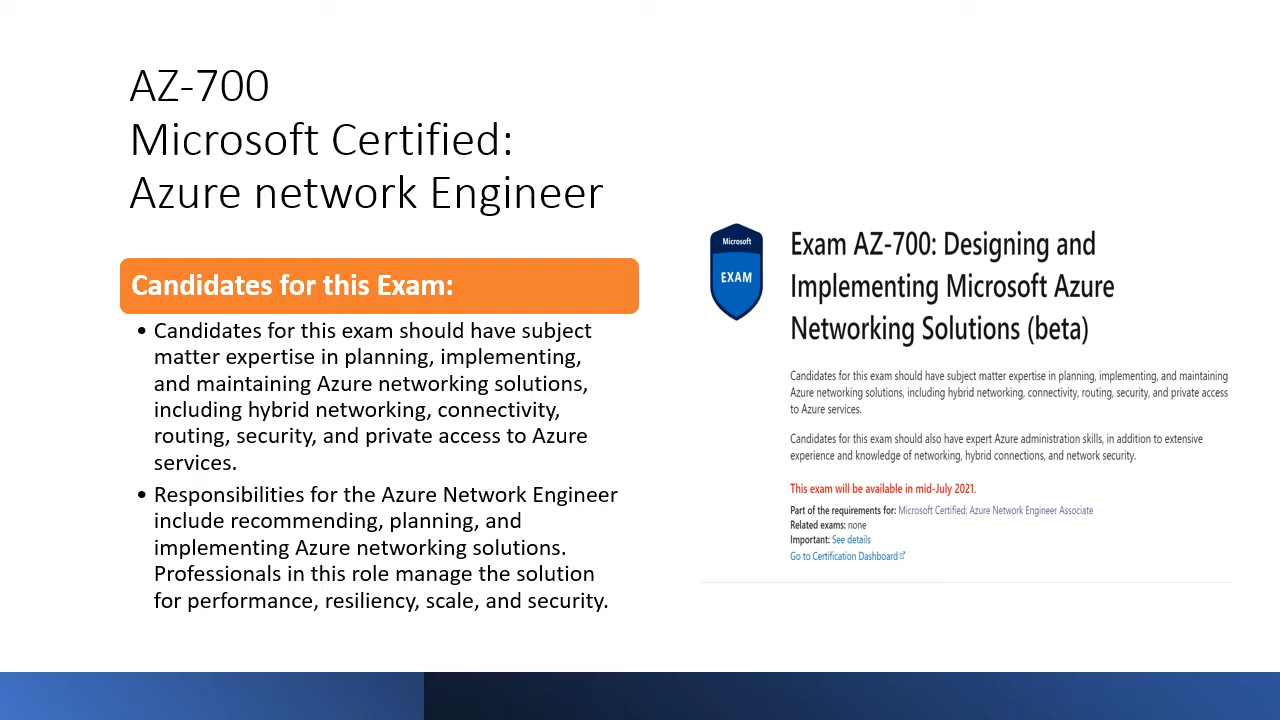 AZ-700
Microsoft Certified:
Azure network Engineer
Candidates for this Exam:
• Candidates for this exam should have subject
matter expertise in planning, implementing,
and maintaining Azure networking solutions,
including hybrid networking, connectivity,
routing, security, and private access to Azure
services.
• Responsibilities for the Azure Network Engineer
include recommending, planning, and
implementing Azure networking solutions.
Professionals in this role manage the solution
for performance, resiliency, scale, and security.
Microsoft
EXAM
Exam AZ-700: Designing and
Implementing Microsoft Azure
Networking Solutions (beta)
Candidates for this exam should have subject matter expertise in planning, implementing, and maintaining
Azure networking solutions, including hybrid networking, connectivity, routing, security, and private access
to Azure services.
Candidates for this exam should also have expert Azure administration skills, in addition to extensive
experience and knowledge of networking, hybrid connections, and network security.
This exam will be available in mid-July 2021.
Part of the requirements for: Microsoft Certified: Azure Network Engineer Associate
Related exams: none
Important: See details
Go to Certification Dashboard